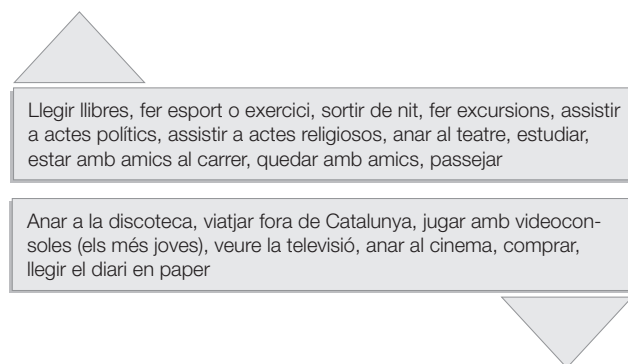 Llegir llibres, fer esport o exercici, sortir de nit, fer excursions, assistir
a actes polítics, assistir a actes religiosos, anar al teatre, estudiar,
estar amb amics al carrer, quedar amb amics, passejar
Anar a la discoteca, viatjar fora de Catalunya, jugar amb videocon-
soles (els més joves), veure la televisió, anar al cinema, comprar,
llegir el diari en paper